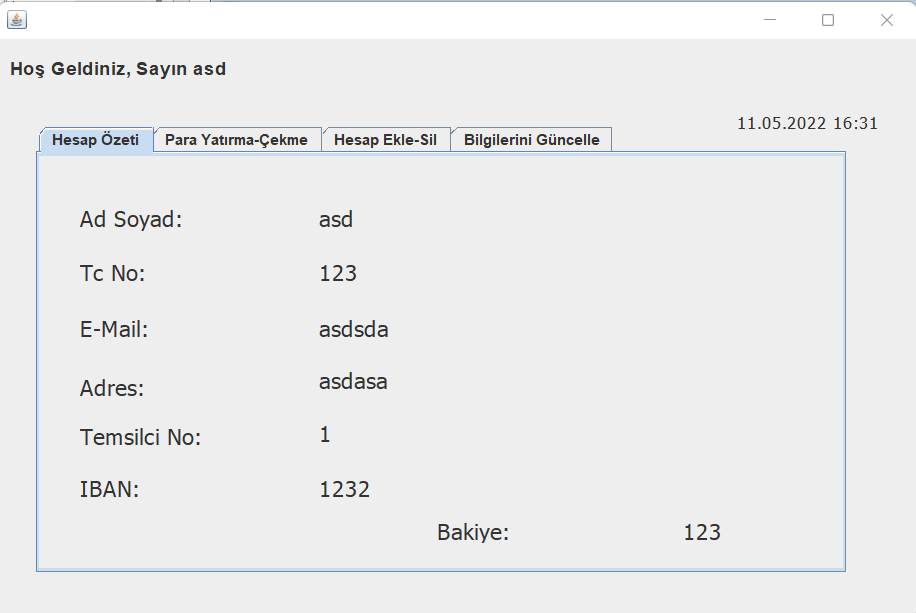 Hoş Geldiniz, Sayın asd
11.05.2022 16:31
Hesap Özeti Para Yatırma-Çekme Hesap Ekle-Sil Bilgilerini Güncelle
Ad Soyad: asd
Tc No: 123
E-Mail: asdsda
Adres: asdasa
Temsilci No: 1
IBAN: 1232
Bakiye: 123